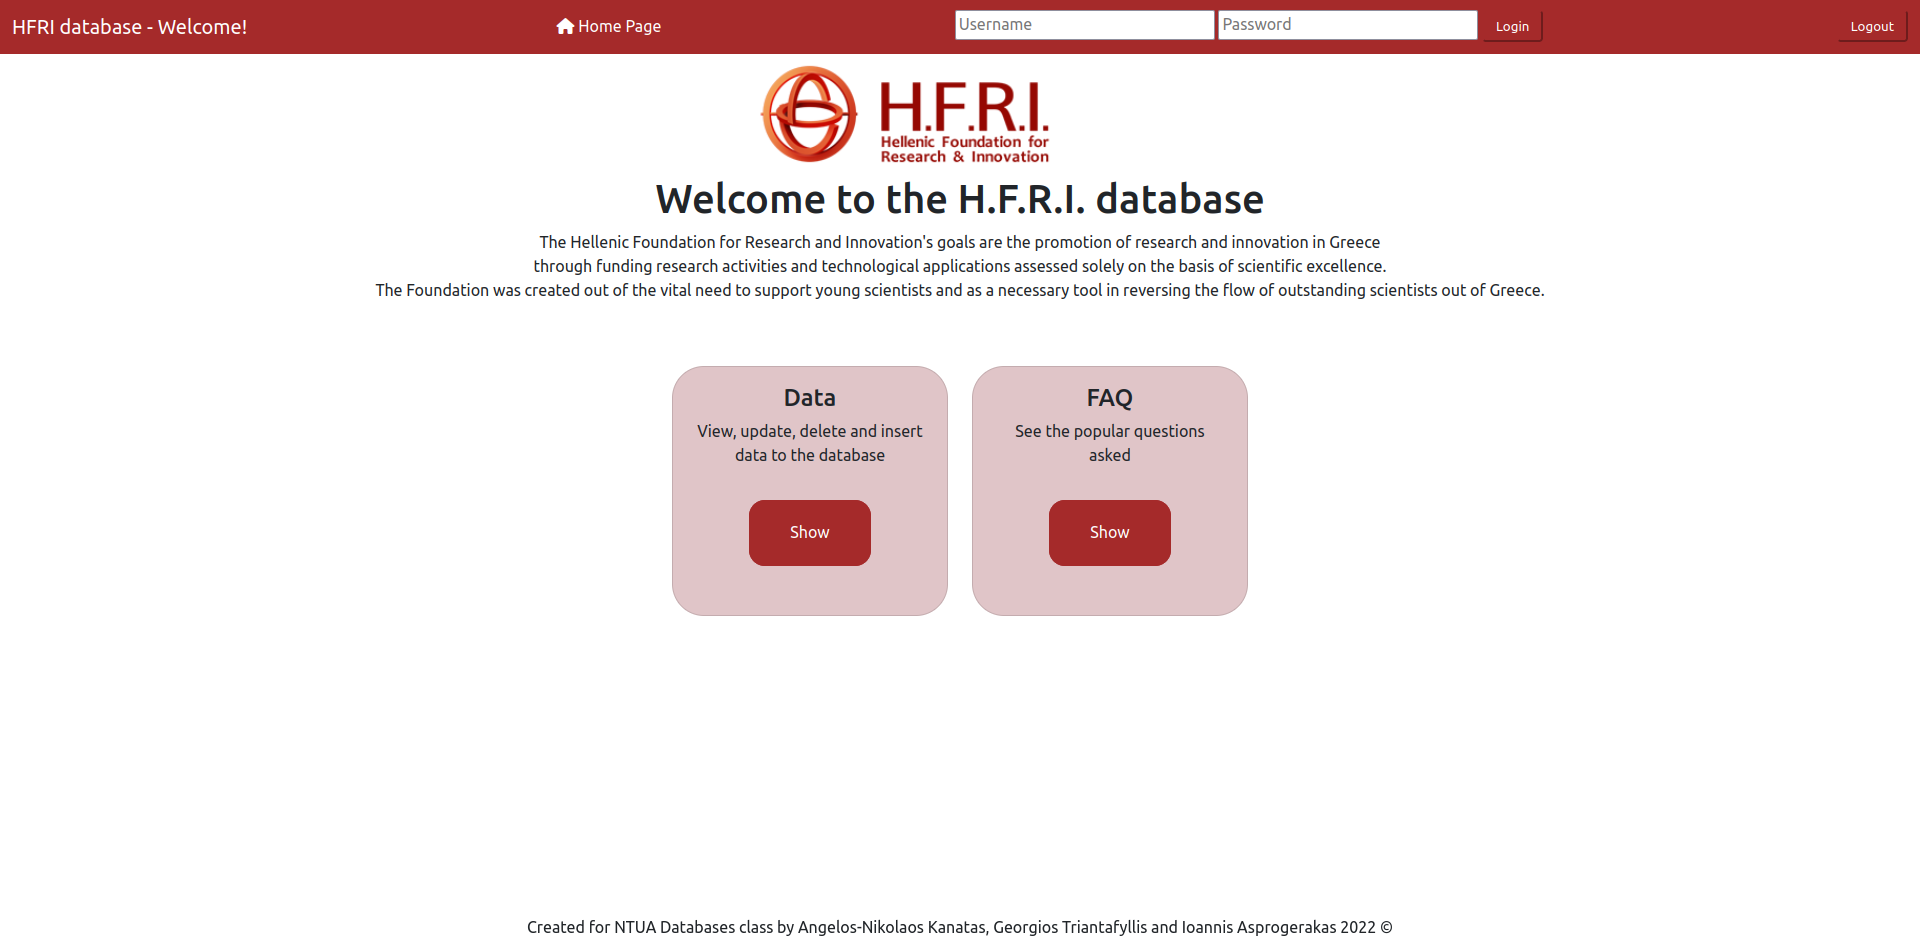 HFRI database - Welcome!
Home Page
Username
Password
Login
Logout
H.F.R.I.
Hellenic Foundation for
Research & Innovation
Welcome to the H.F.R.I. database
The Hellenic Foundation for Research and Innovation's goals are the promotion of research and innovation in Greece
through funding research activities and technological applications assessed solely on the basis of scientific excellence.
The Foundation was created out of the vital need to support young scientists and as a necessary tool in reversing the flow of outstanding scientists out of Greece.
Data
View, update, delete and insert
data to the database
Show
FAQ
See the popular questions
asked
Show
Created for NTUA Databases class by Angelos-Nikolaos Kanatas, Georgios Triantafyllis and Ioannis Asprogerakas 2022 ©